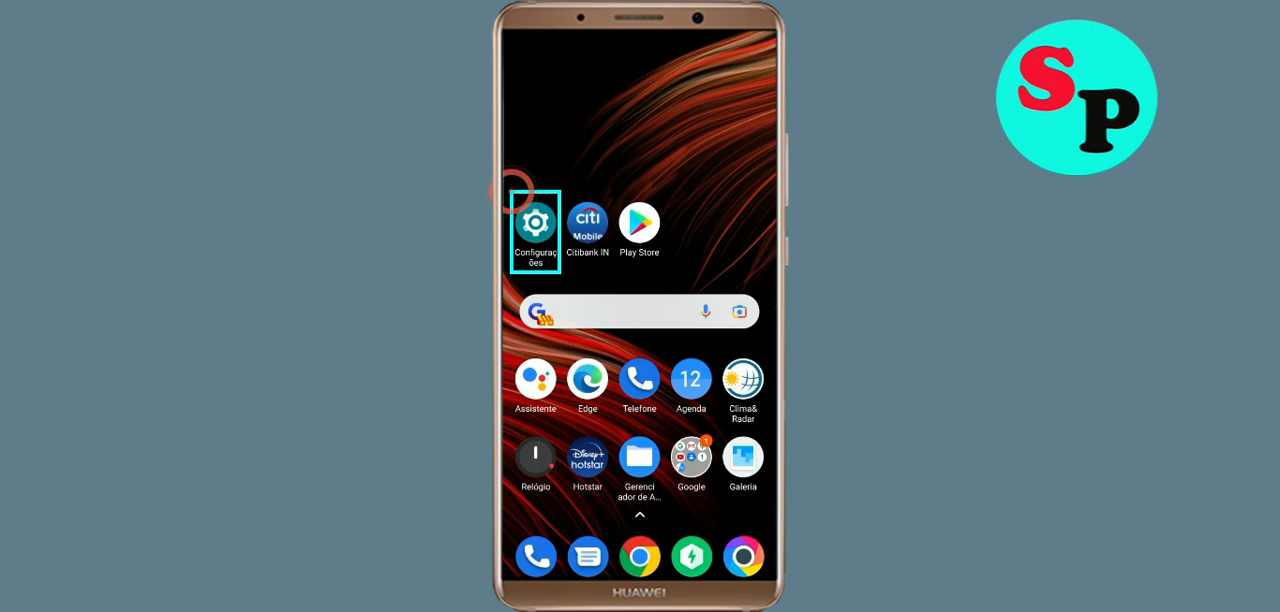 S
P
Configuraç
ões
citi
Mobile
Citibank IN
Play Store
G
12
Assistente
Edge
Telefone
Agenda
Clima&
Radar
Disney+
hotstar
1
Relógio
Hotstar
Gerenci
ador de A...
Google
Galeria
HUAWEI